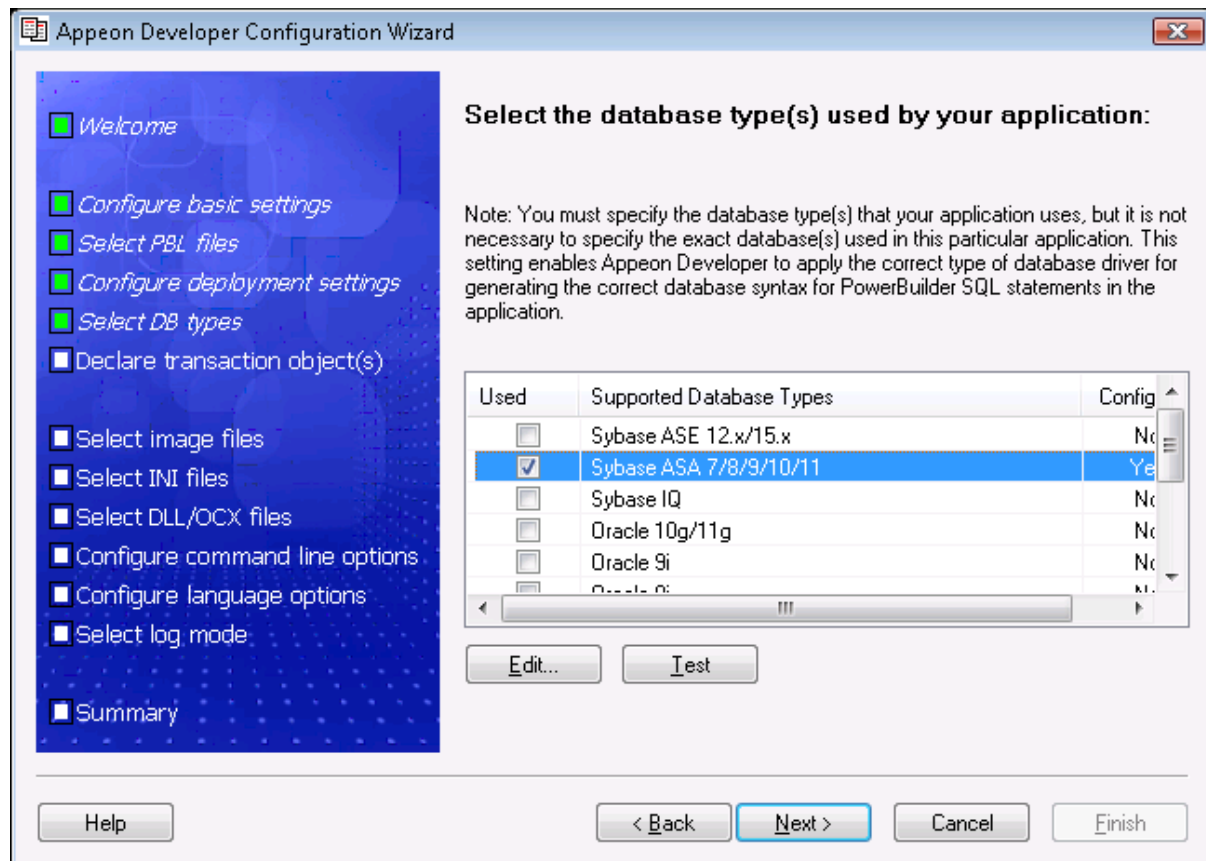 Appeon Developer Configuration Wizard
Welcome
Configure basic settings
Select PBL files
Configure deployment settings
Select DB types
Declare transaction object(s)
Select image files
Select INI files
Select DLL/OCX files
Configure command line options
Configure language options
Select log mode
Summary
Select the database type(s) used by your application:
Note: You must specify the database type(s) that your application uses, but it is not
necessary to specify the exact database(s) used in this particular application. This
setting enables Appeon Developer to apply the correct type of database driver for
generating the correct database syntax for PowerBuilder SQL statements in the
application.
Used Supported Database Types Config
Sybase ASE 12.x/15.x No
Sybase ASA 7/8/9/10/11 Ye
Sybase IQ No
Oracle 10g/11g No
Oracle 9i No
Edit... Test
Help < Back Next > Cancel Finish